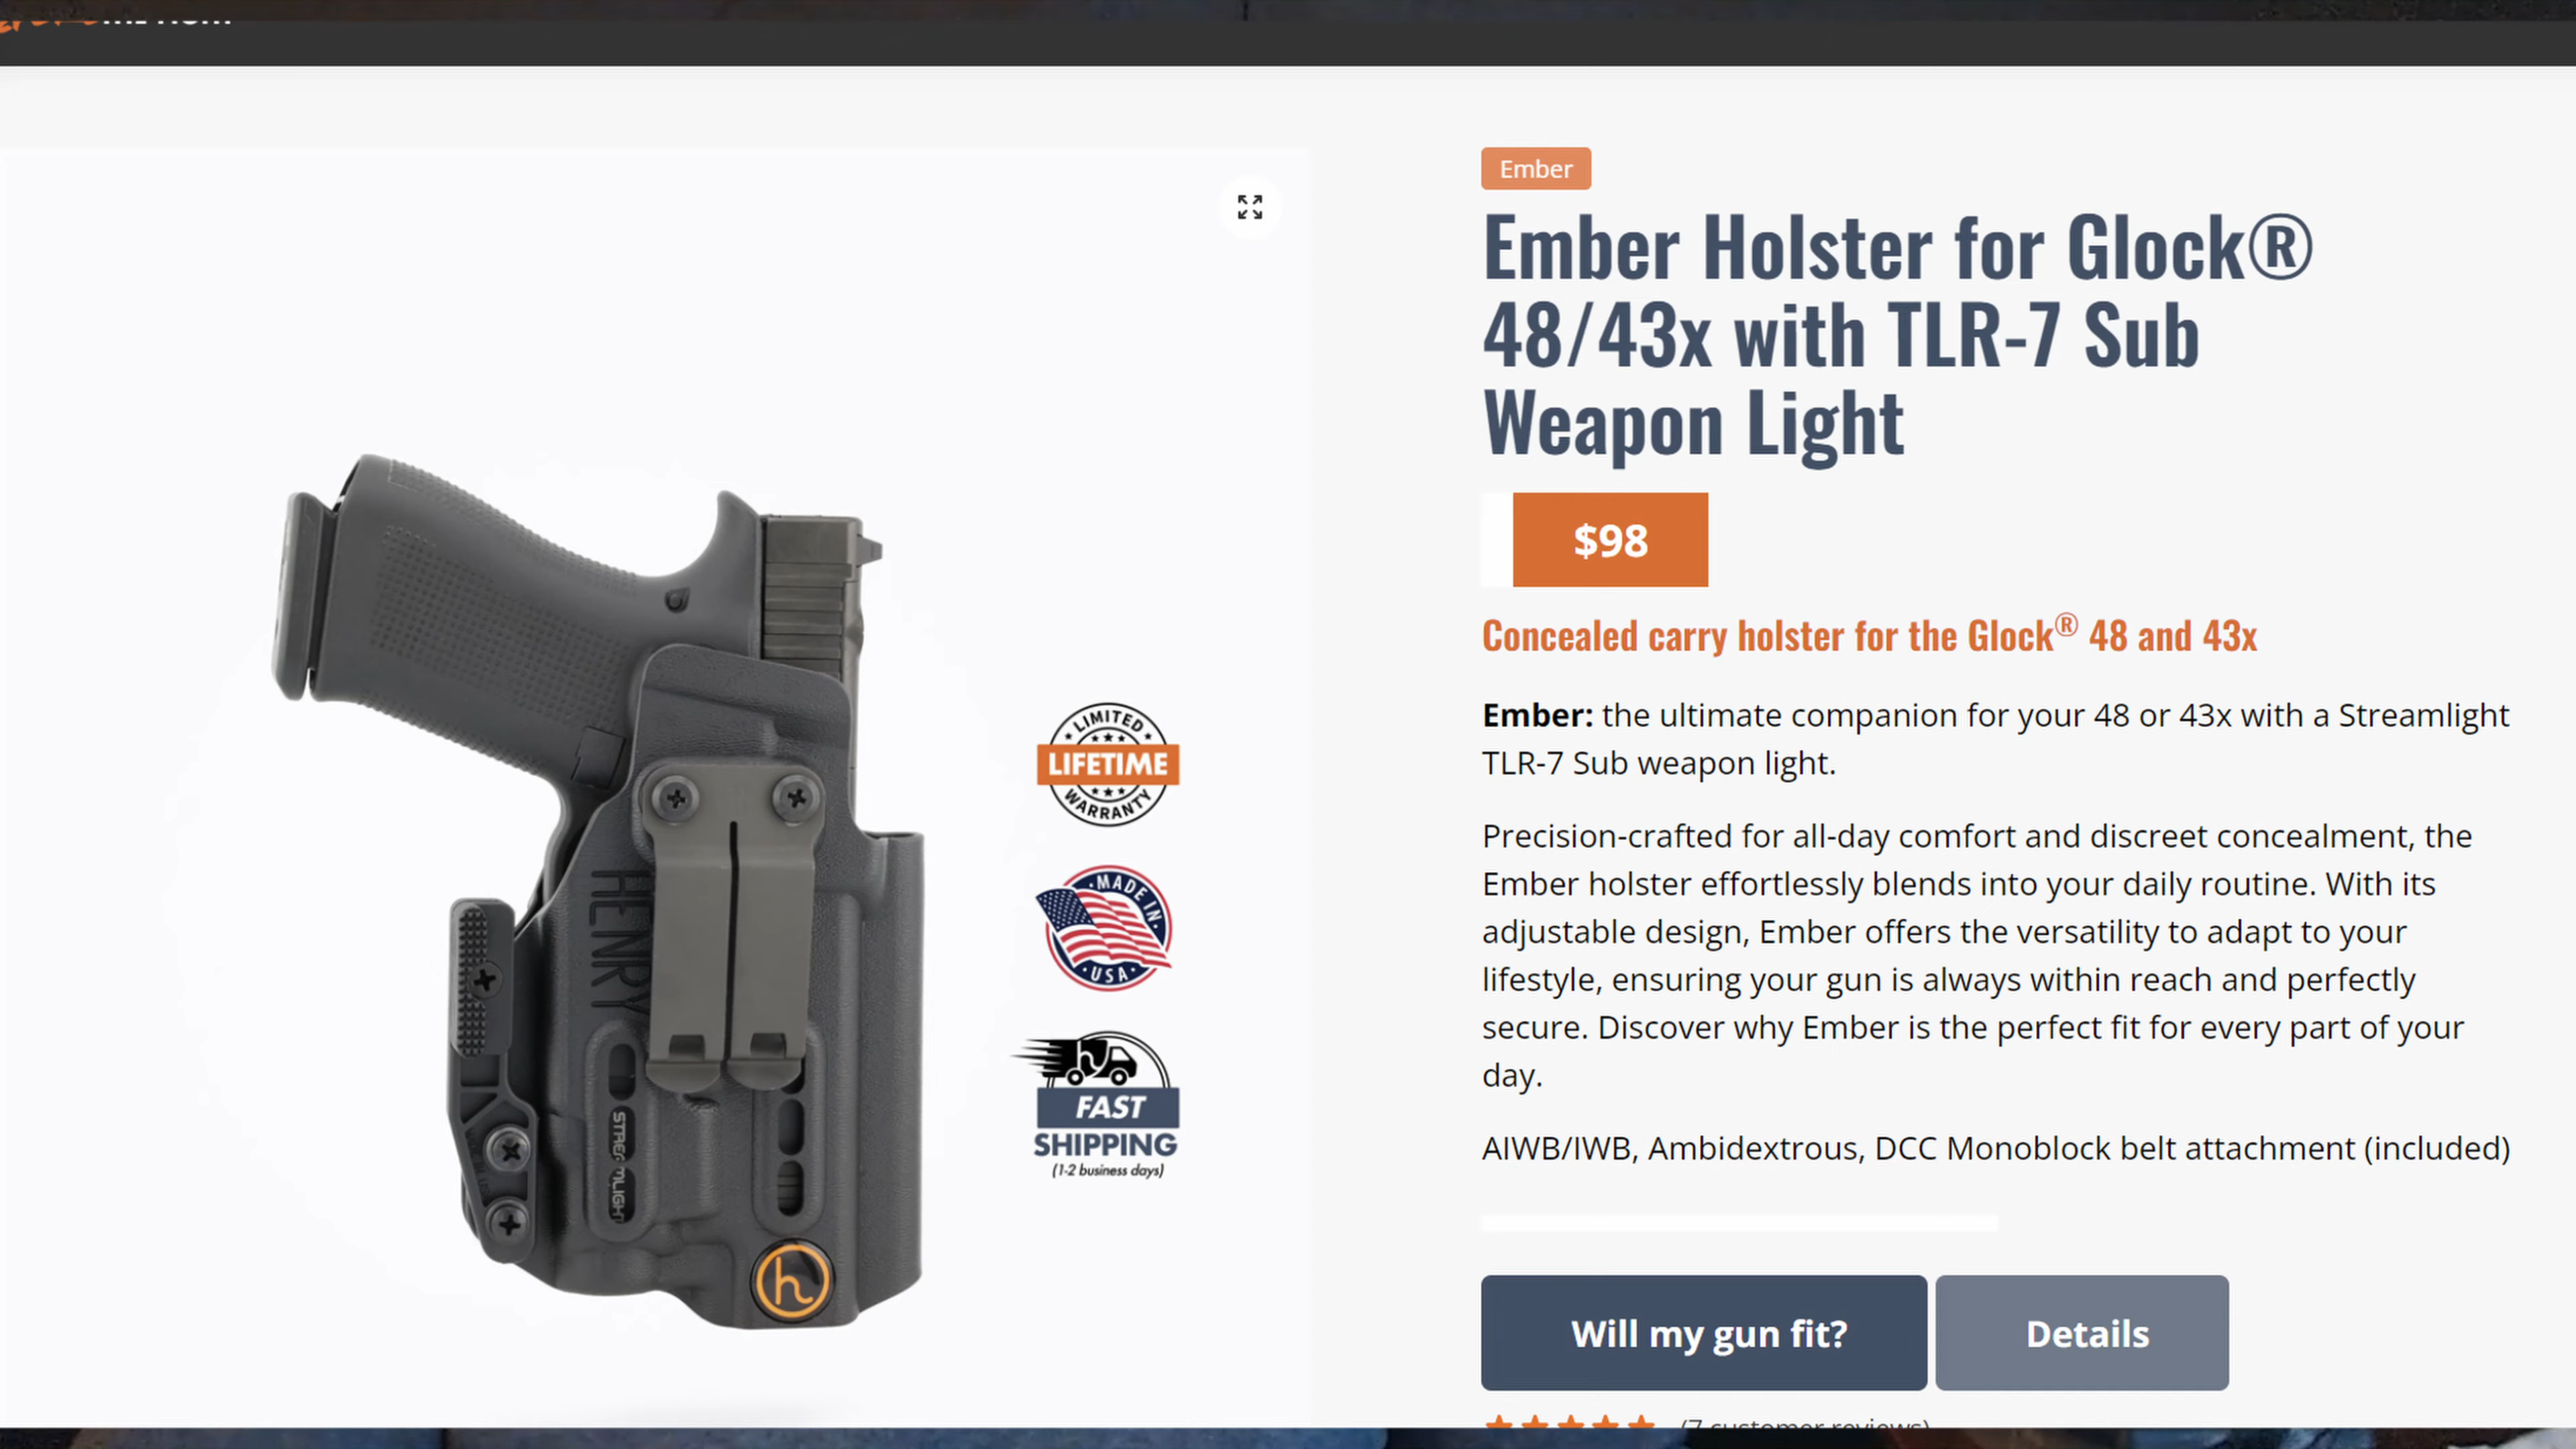 Ember
Ember Holster for Glock®
48/43x with TLR-7 Sub
Weapon Light
$98
Concealed carry holster for the Glock® 48 and 43x
Ember: the ultimate companion for your 48 or 43x with a Streamlight
TLR-7 Sub weapon light.
Precision-crafted for all-day comfort and discreet concealment, the
Ember holster effortlessly blends into your daily routine. With its
adjustable design, Ember offers the versatility to adapt to your
lifestyle, ensuring your gun is always within reach and perfectly
secure. Discover why Ember is the perfect fit for every part of your
day.
AIWB/IWB, Ambidextrous, DCC Monoblock belt attachment (included)
Will my gun fit?
Details
(7 customer reviews)
HENRY
STREAMLIGHT
h
LIMITED
LIFETIME
WARRANTY
MADE IN
USA
h
FAST
SHIPPING
(1-2 business days)